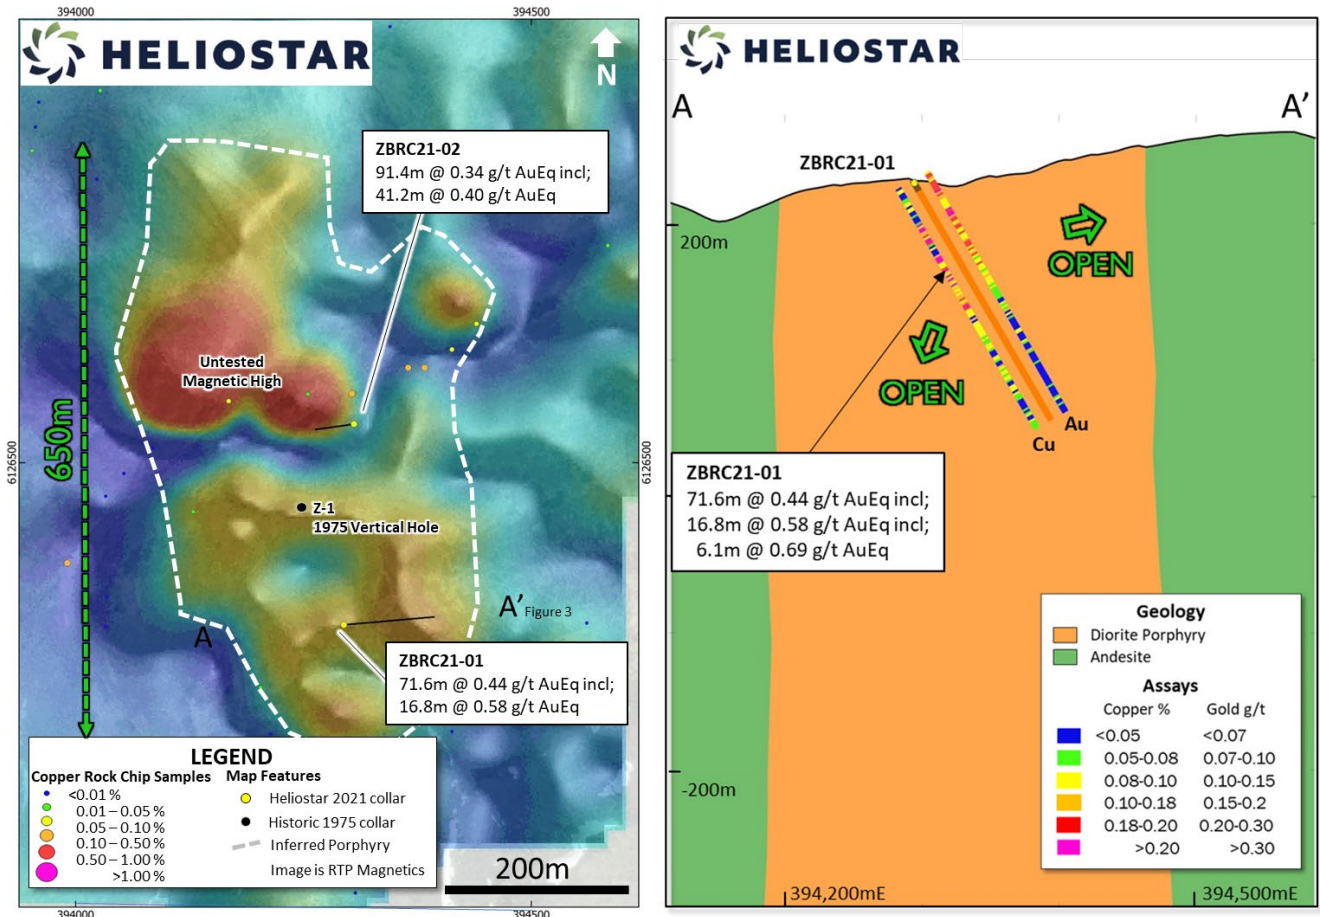 394000
394500
HELIOSTAR
N
ZBRC21-02
91.4m @ 0.34 g/t AuEq incl;
41.2m @ 0.40 g/t AuEq
Untested
Magnetic High
650m
6126500
6126500
Z-1
1975 Vertical Hole
A
A' Figure 3
ZBRC21-01
71.6m @ 0.44 g/t AuEq incl;
16.8m @ 0.58 g/t AuEq
LEGEND
Copper Rock Chip Samples
<0.01 %
0.01 – 0.05 %
0.05 – 0.10 %
0.10 – 0.50 %
0.50 – 1.00 %
>1.00 %
Map Features
Heliostar 2021 collar
Historic 1975 collar
Inferred Porphyry
Image is RTP Magnetics
200m
394000
394500
HELIOSTAR
A
A'
ZBRC21-01
200m
OPEN
OPEN
Au
Cu
ZBRC21-01
71.6m @ 0.44 g/t AuEq incl;
16.8m @ 0.58 g/t AuEq incl;
6.1m @ 0.69 g/t AuEq
-200m
Geology
Diorite Porphyry
Andesite
Assays
Copper % Gold g/t
<0.05 <0.07
0.05-0.08 0.07-0.10
0.08-0.10 0.10-0.15
0.10-0.18 0.15-0.2
0.18-0.20 0.20-0.30
>0.20 >0.30
394,200mE
394,500mE